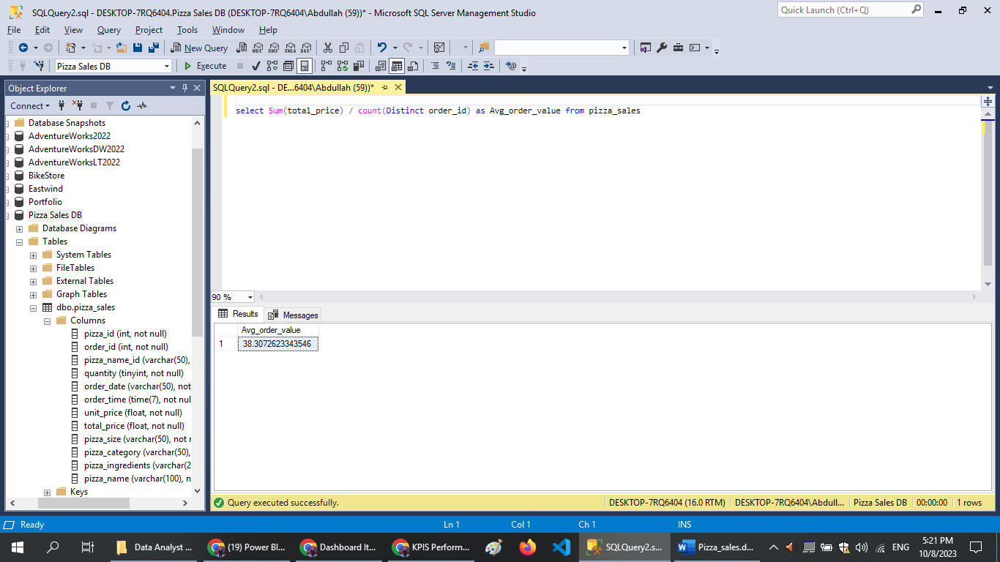 SQLQuery2.sql - DESKTOP-7RQ6404.Pizza Sales DB (DESKTOP-7RQ6404\Abdullah (59))* - Microsoft SQL Server Management Studio
Quick Launch (Ctrl+Q)
File Edit View Query Project Tools Window Help
New Query
MDX DMX XMLA DAX
Pizza Sales DB
Execute
Object Explorer
SQLQuery2.sql - DE...6404\Abdullah (59))*
Connect
select Sum(total_price) / count(Distinct order_id) as Avg_order_value from pizza_sales
Database Snapshots
AdventureWorks2022
AdventureWorksDW2022
AdventureWorksLT2022
BikeStore
Eastwind
Portfolio
Pizza Sales DB
Database Diagrams
Tables
System Tables
FileTables
External Tables
Graph Tables
dbo.pizza_sales
Columns
pizza_id (int, not null)
order_id (int, not null)
pizza_name_id (varchar(50),
quantity (tinyint, not null)
order_date (varchar(50), not
order_time (time(7), not nul
unit_price (float, not null)
total_price (float, not null)
pizza_size (varchar(50), not r
pizza_category (varchar(50),
pizza_ingredients (varchar(2
pizza_name (varchar(100), n
Keys
90 %
Results Messages
Avg_order_value
1 38.3072623343546
Query executed successfully.
DESKTOP-7RQ6404 (16.0 RTM) DESKTOP-7RQ6404\Abdull... Pizza Sales DB 00:00:00 1 rows
Ready Ln 1 Col 1 Ch 1 INS
Data Analyst ... (19) Power Bl... Dashboard It... KPIS Perform... SQLQuery2.s... Pizza_sales.d... ENG 5:21 PM
10/8/2023